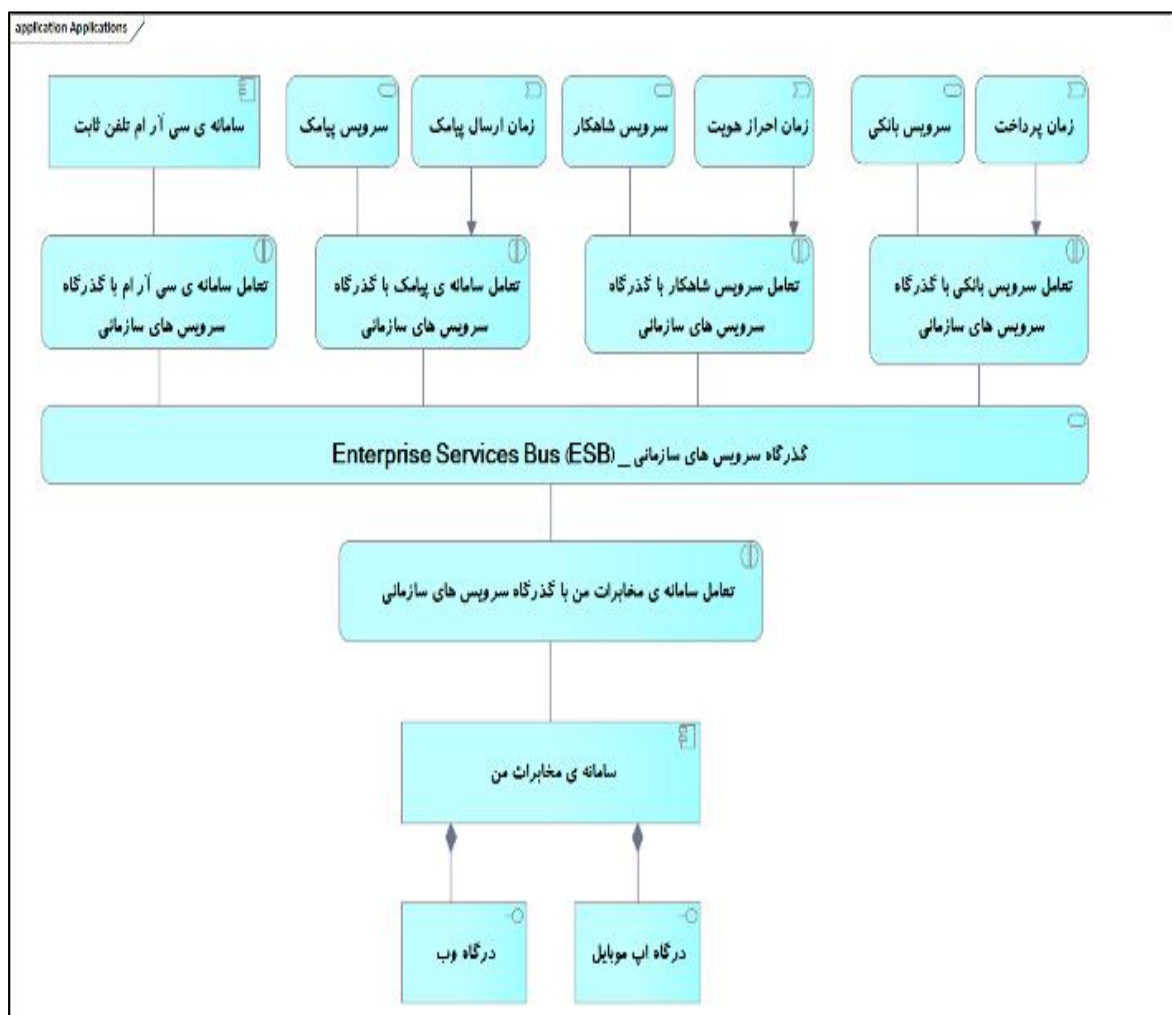 application Applications
زمان پرداخت
سرویس بانکی
زمان احراز هویت
سرویس شاهکار
زمان ارسال پیامک
سرویس پیامک
سامانه ی سی آر ام تلفن ثابت
تعامل سرویس بانکی با گذرگاه
سرویس های سازمانی
تعامل سرویس شاهکار با گذرگاه
سرویس های سازمانی
تعامل سامانه ی پیامک با گذرگاه
سرویس های سازمانی
تعامل سامانه ی سی آر ام با گذرگاه
سرویس های سازمانی
گذرگاه سرویس های سازمانی _ Enterprise Services Bus (ESB)
تعامل سامانه ی مخابرات من با گذرگاه سرویس های سازمانی
سامانه ی مخابرات من
درگاه اپ موبایل
درگاه وب